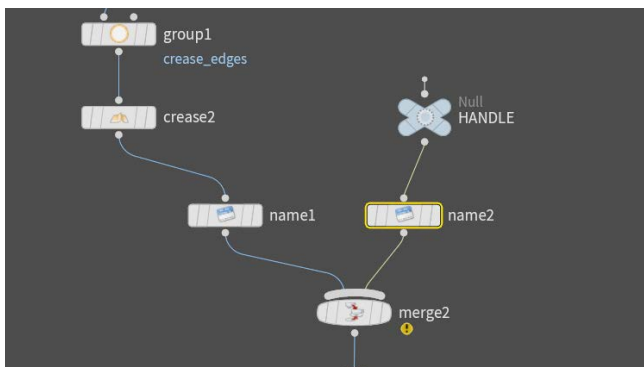 group1
crease_edges
crease2
Null
HANDLE
name1
name2
merge2